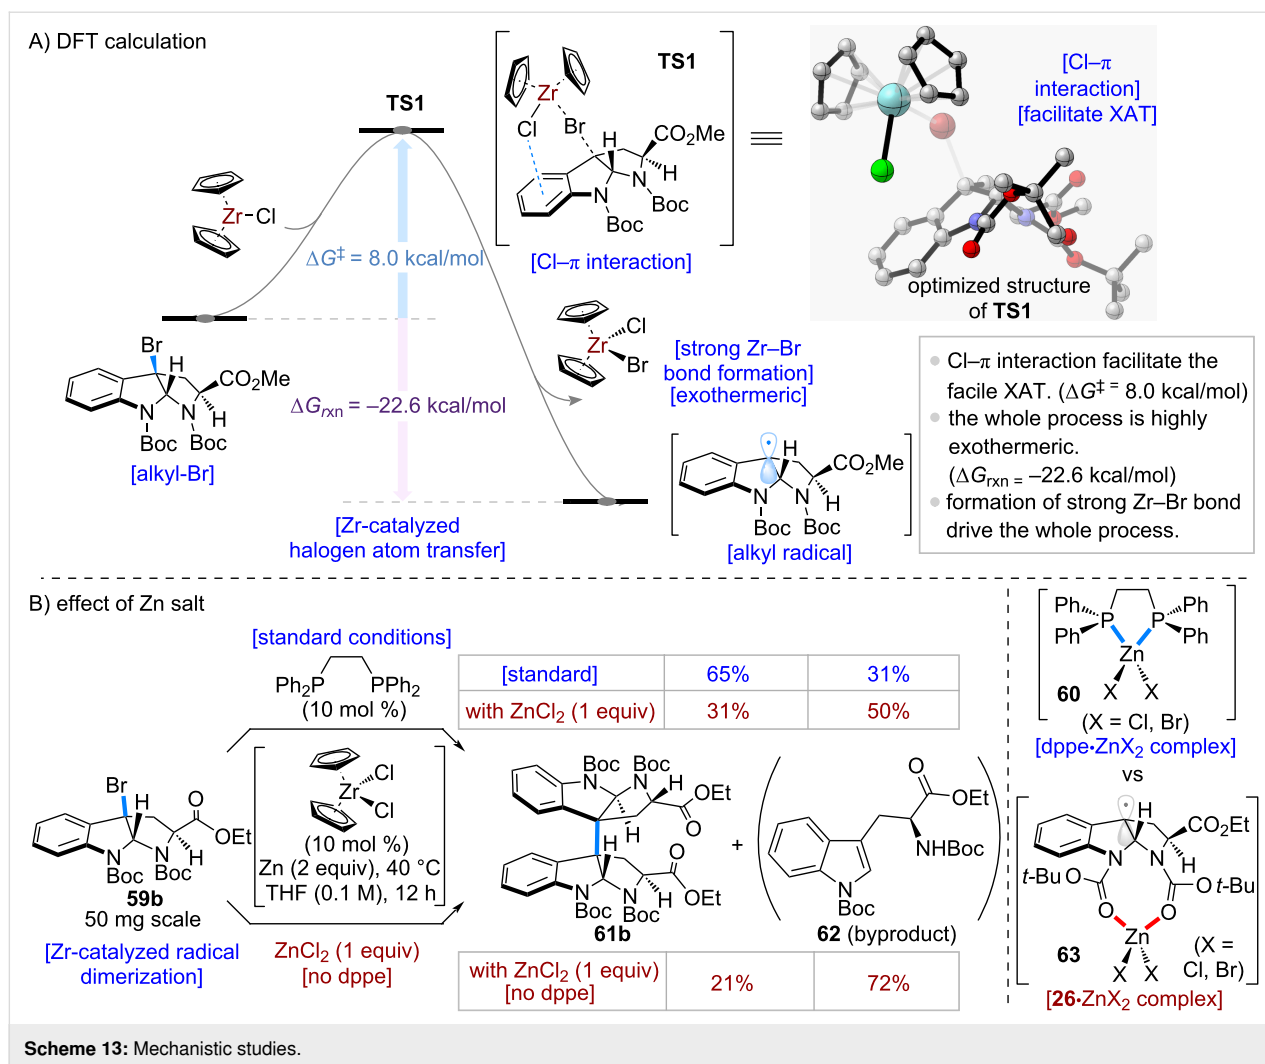 A) DFT calculation
TS1
Zr
Cl
ΔG‡ = 8.0 kcal/mol
Br
H
CO2Me
H
N
N
Boc
Boc
[alkyl-Br]
ΔGrxn = –22.6 kcal/mol
[Zr-catalyzed
halogen atom transfer]
TS1
Zr
Cl
Br
H
CO2Me
H
N
N
Boc
Boc
[Cl–π interaction]
[Cl–π
interaction]
[facilitate XAT]
optimized structure
of TS1
Cl
Zr
Br
[strong Zr–Br
bond formation]
[exothermeric]
H
CO2Me
H
N
N
Boc
Boc
[alkyl radical]
Cl–π interaction facilitate the
facile XAT. (ΔG‡ = 8.0 kcal/mol)
the whole process is highly
exothermeric.
(ΔGrxn = –22.6 kcal/mol)
formation of strong Zr–Br bond
drive the whole process.
B) effect of Zn salt
[standard conditions]
Ph2P PPh2
(10 mol %)
Cl
Zr
Cl
(10 mol %)
Zn (2 equiv), 40 °C
THF (0.1 M), 12 h
ZnCl2 (1 equiv)
[no dppe]
Br
H
O
OEt
H
N
N
Boc
Boc
59b
50 mg scale
[Zr-catalyzed radical
dimerization]
[standard] 65% 31%
with ZnCl2 (1 equiv) 31% 50%
Boc
Boc
N
N
H
OEt
H
O
H
O
OEt
H
N
N
Boc
Boc
61b
+
O
OEt
NHBoc
N
Boc
62 (byproduct)
with ZnCl2 (1 equiv)
[no dppe] 21% 72%
Ph Ph
P P
Ph Ph
Zn
60 X X
(X = Cl, Br)
[dppe•ZnX2 complex]
vs
H
CO2Et
H
N
N
t-Bu O
O t-Bu
O
O
Zn
63
X X
(X =
Cl, Br)
[26•ZnX2 complex]
Scheme 13: Mechanistic studies.